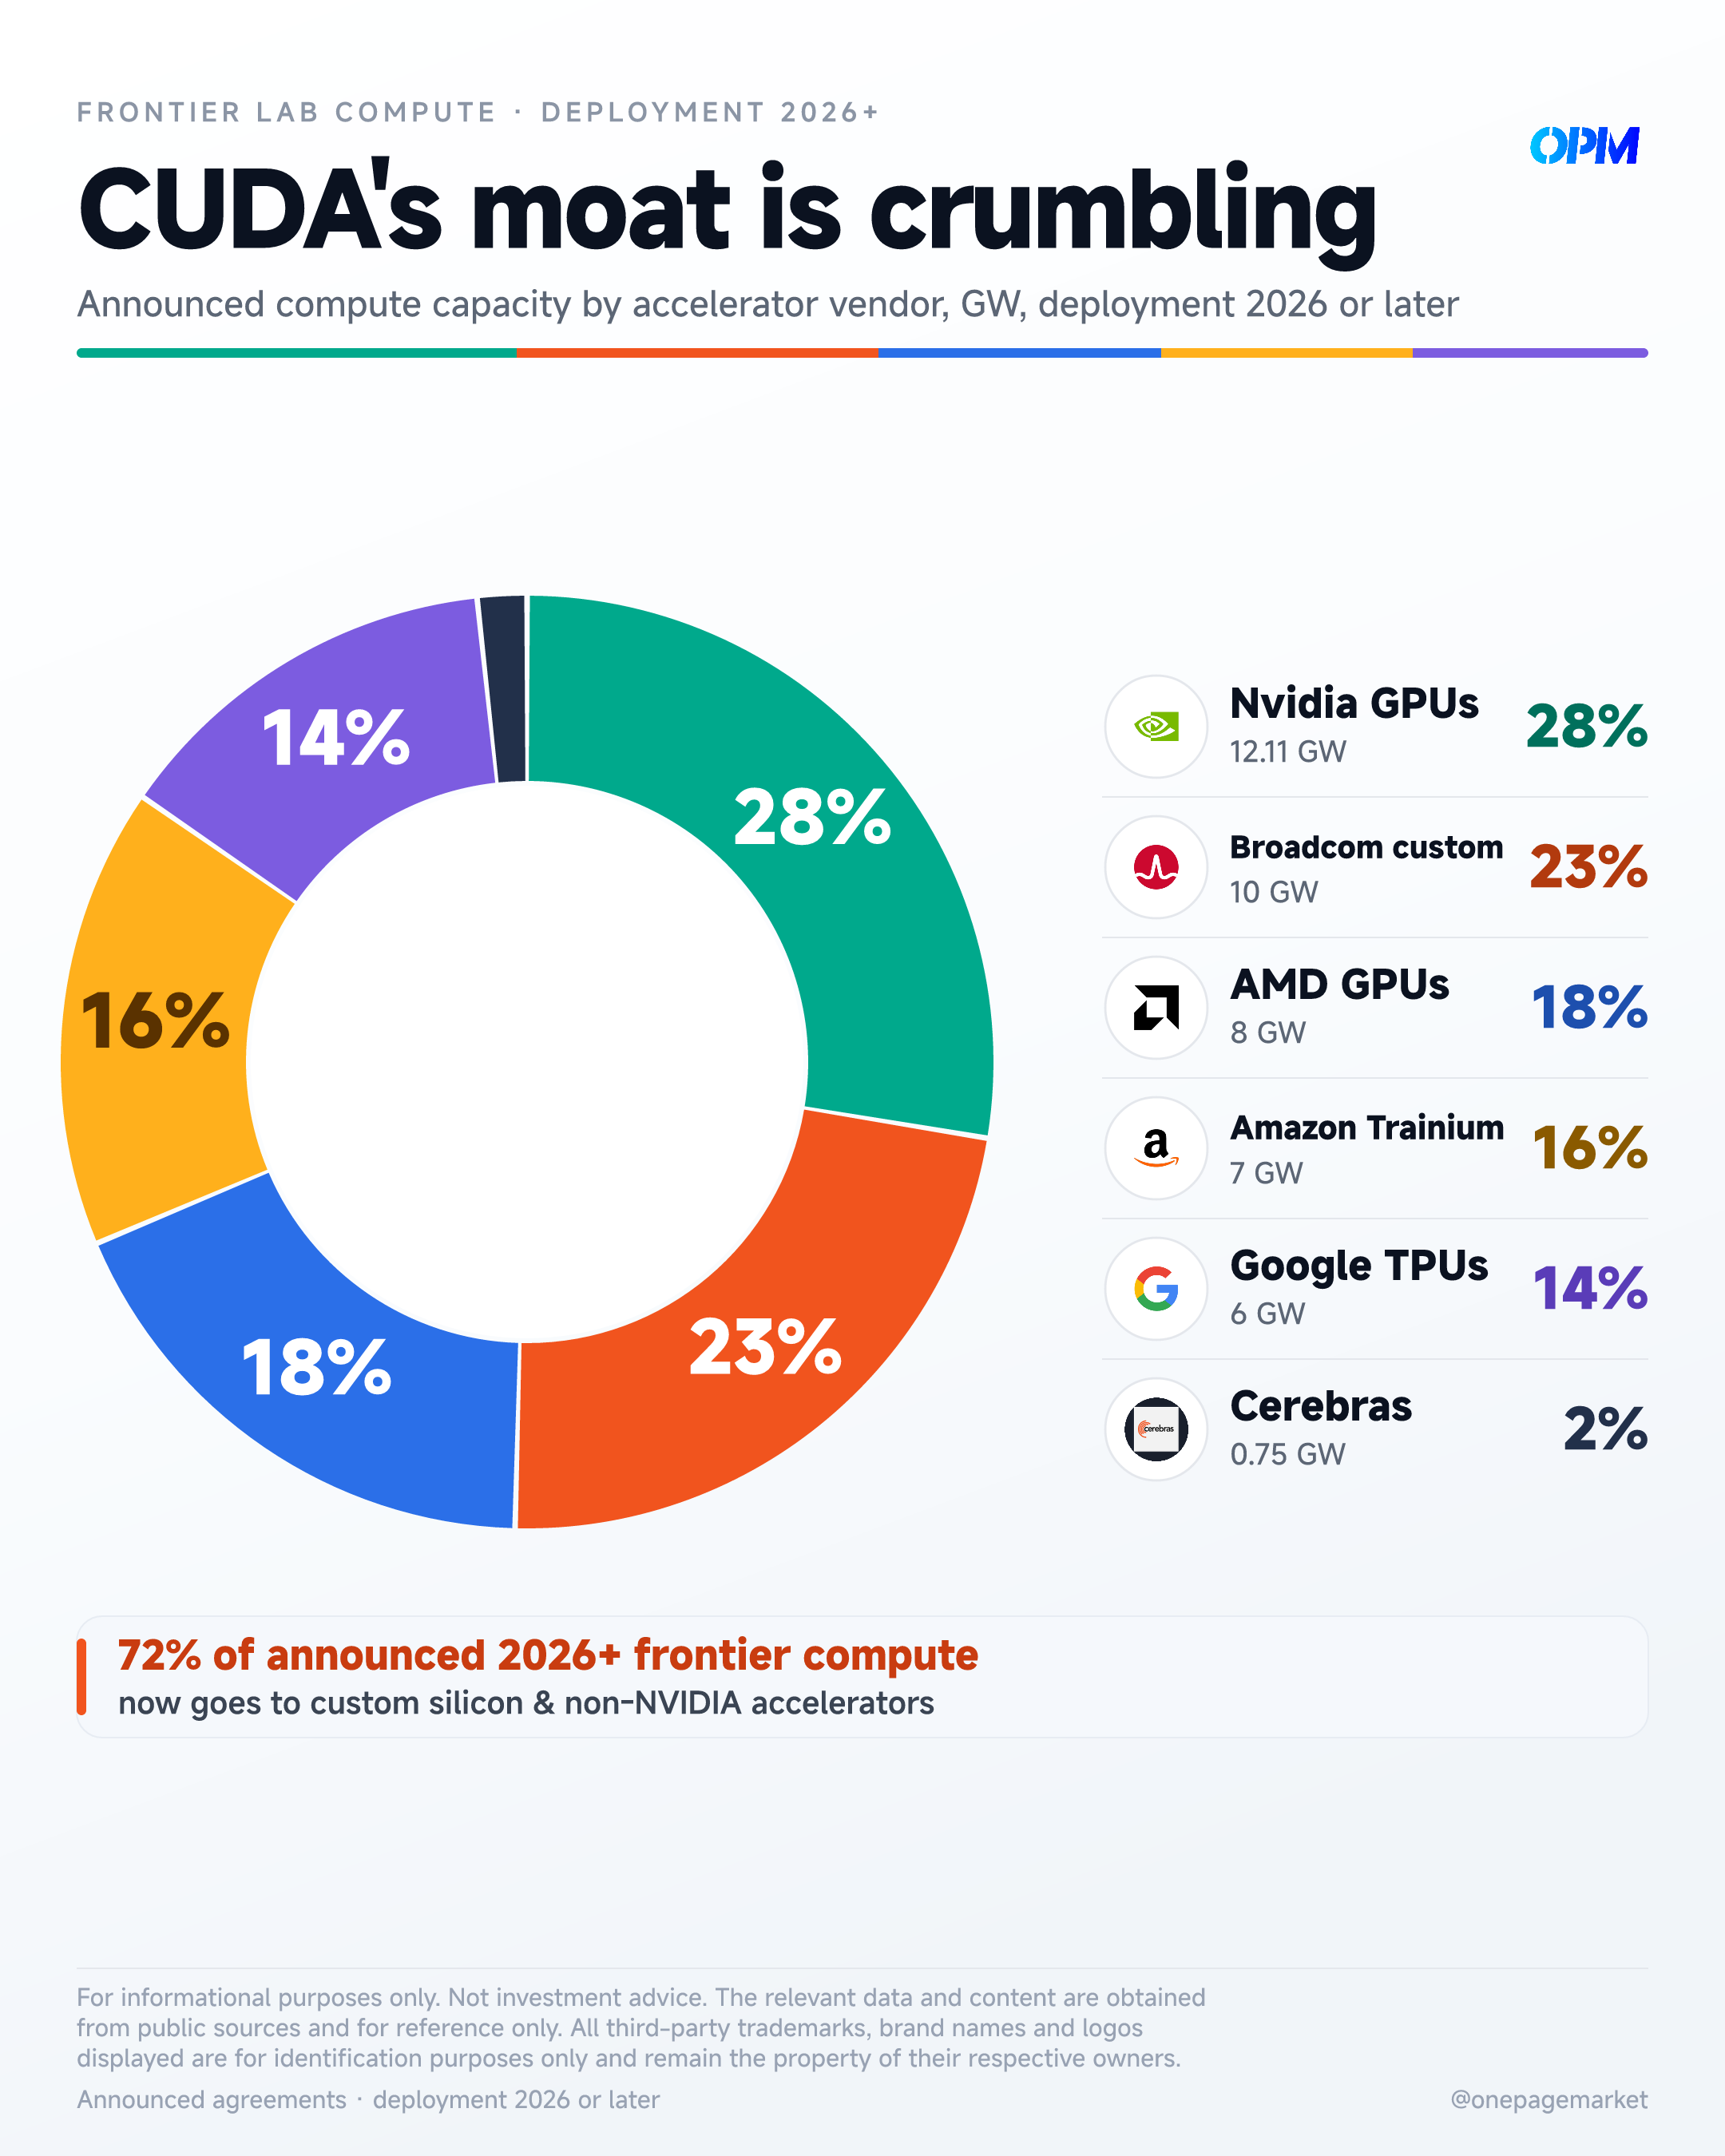 FRONTIER LAB COMPUTE · DEPLOYMENT 2026+
OPM
CUDA's moat is crumbling
Announced compute capacity by accelerator vendor, GW, deployment 2026 or later
14%
28%
16%
18%
23%
Nvidia GPUs
12.11 GW
28%
Broadcom custom
10 GW
23%
AMD GPUs
8 GW
18%
a
Amazon Trainium
7 GW
16%
G
Google TPUs
6 GW
14%
cerebras
Cerebras
0.75 GW
2%
72% of announced 2026+ frontier compute
now goes to custom silicon & non-NVIDIA accelerators
For informational purposes only. Not investment advice. The relevant data and content are obtained
from public sources and for reference only. All third-party trademarks, brand names and logos
displayed are for identification purposes only and remain the property of their respective owners.
Announced agreements · deployment 2026 or later
@onepagemarket